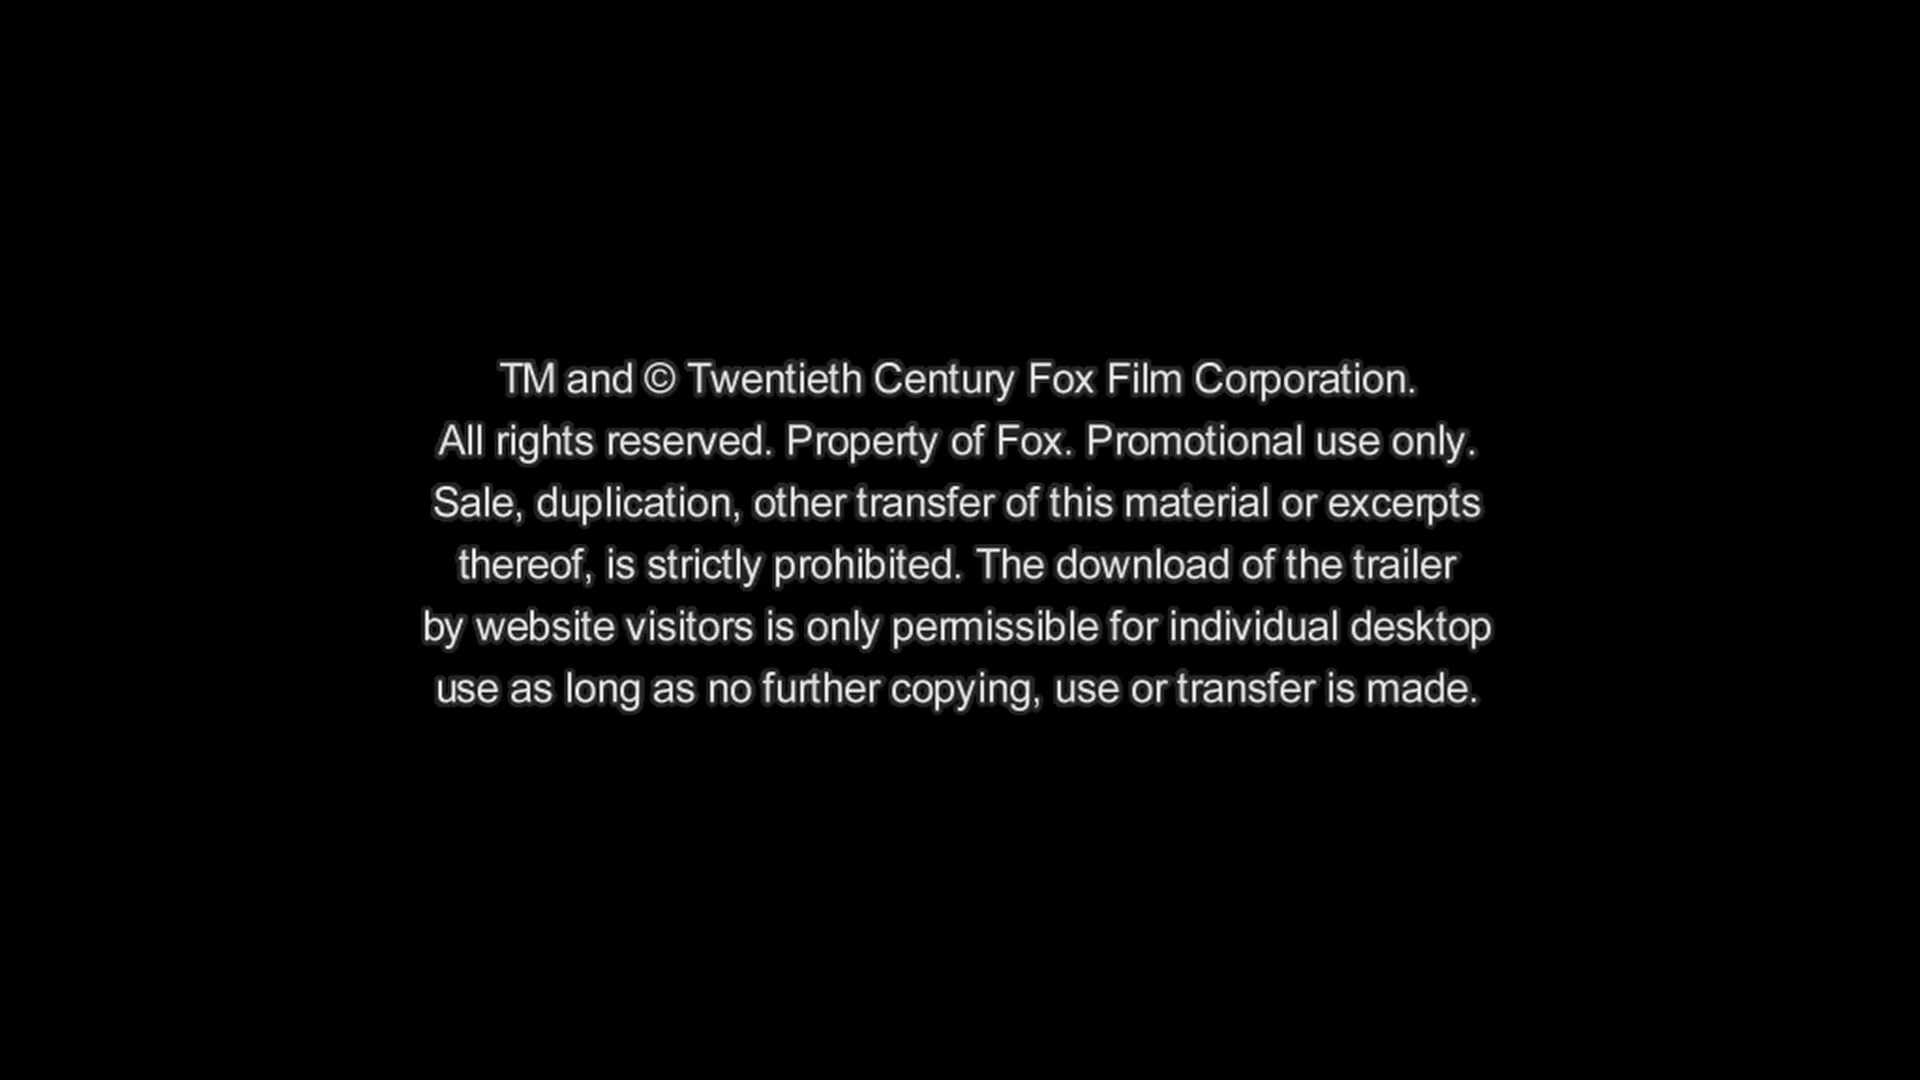 TM and © Twentieth Century Fox Film Corporation.
All rights reserved. Property of Fox. Promotional use only.
Sale, duplication, other transfer of this material or excerpts
thereof, is strictly prohibited. The download of the trailer
by website visitors is only permissible for individual desktop
use as long as no further copying, use or transfer is made.